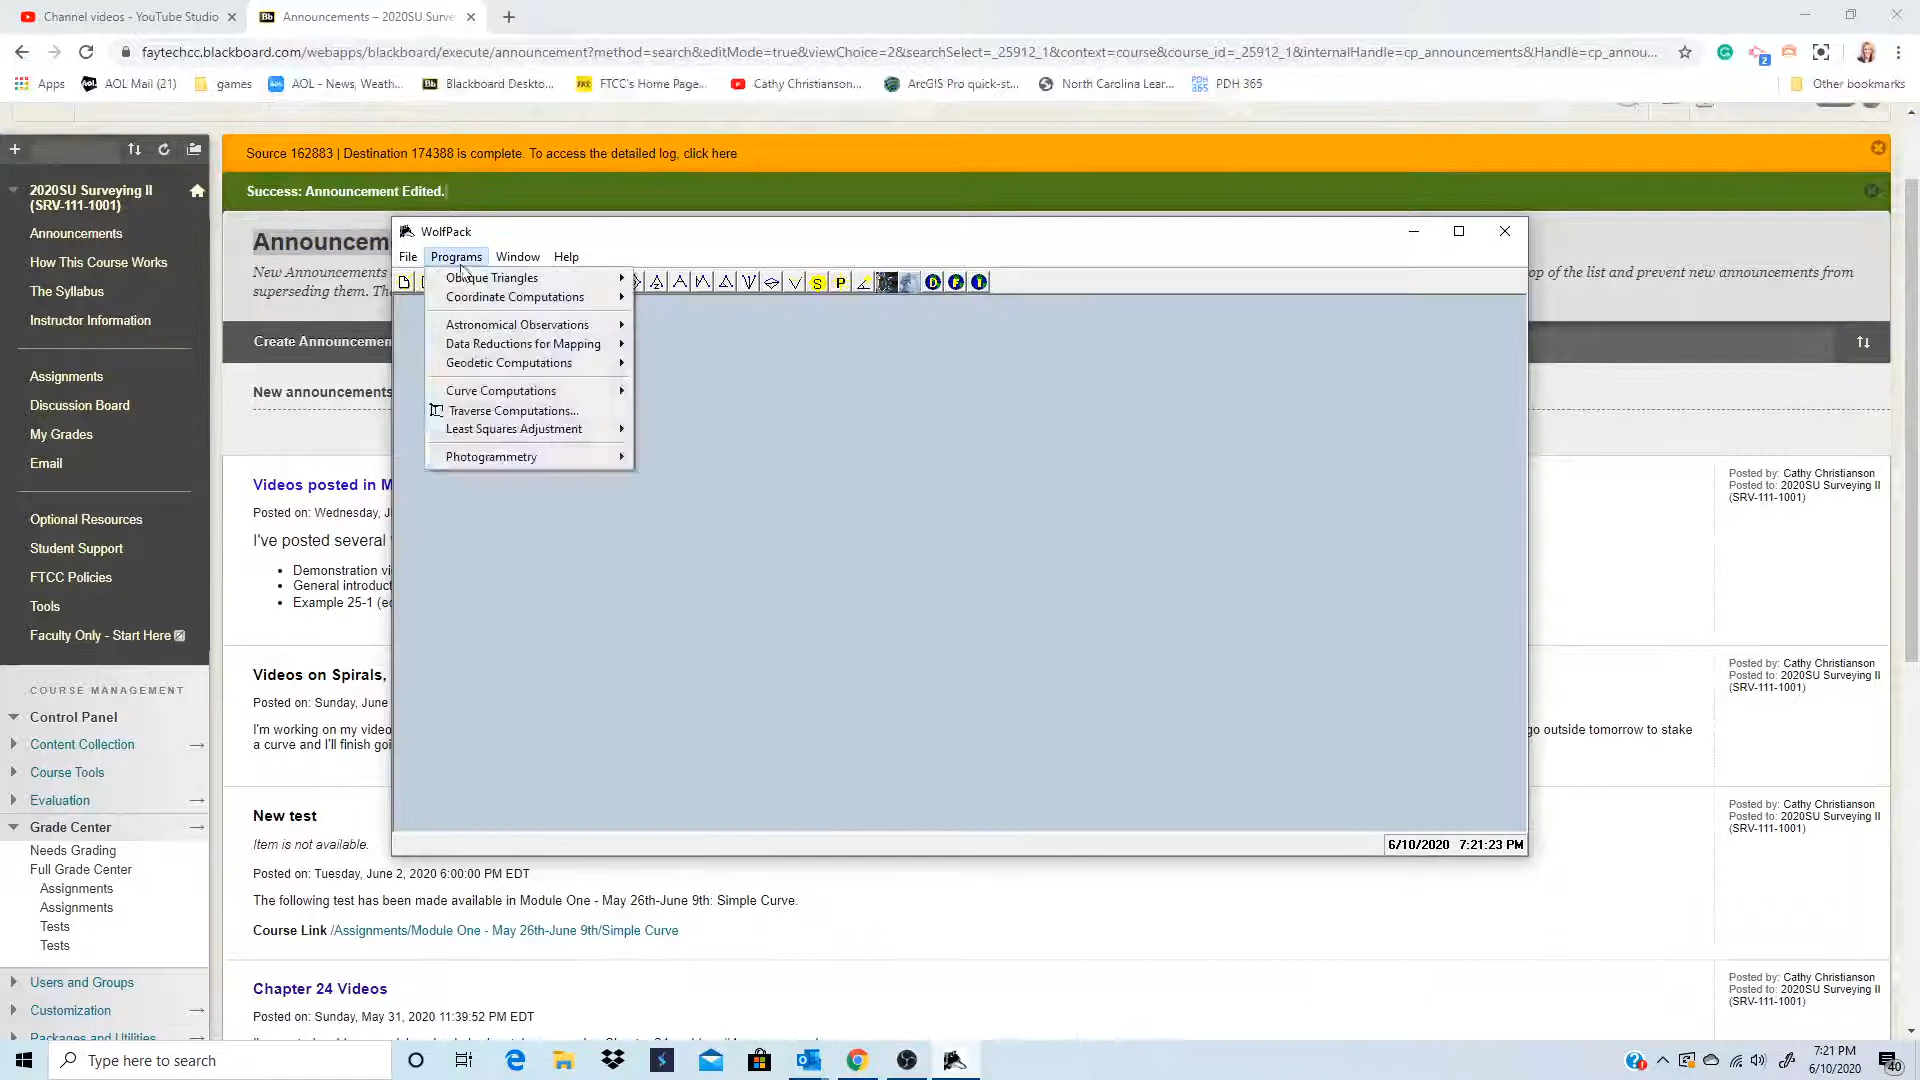 Channel videos - YouTube Studio
Announcements – 2020SU Surve
faytechcc.blackboard.com/webapps/blackboard/execute/announcement?method=search&editMode=true&viewChoice=2&searchSelect=_25912_1&context=course&course_id=_25912_1&internalHandle=cp_announcements&Handle=cp_annou...
Apps
AOL Mail (21)
games
AOL - News, Weath...
Blackboard Deskto...
FTCC's Home Page...
Cathy Christianson...
ArcGIS Pro quick-st...
North Carolina Lear...
PDH 365
Other bookmarks
Source 162883 | Destination 174388 is complete. To access the detailed log, click here.
Success: Announcement Edited.
2020SU Surveying II
(SRV-111-1001)
Announcements
How This Course Works
The Syllabus
Instructor Information
Assignments
Discussion Board
My Grades
Email
Optional Resources
Student Support
FTCC Policies
Tools
Faculty Only - Start Here
COURSE MANAGEMENT
Control Panel
Content Collection
Course Tools
Evaluation
Grade Center
Needs Grading
Full Grade Center
Assignments
Assignments
Tests
Tests
Users and Groups
Customization
Packages and Utilities
Announcem
New Announcements
op of the list and prevent new announcements from
superseding them. Th
Create Announcemen
New announcements
WolfPack
File Programs Window Help
Oblique Triangles
Coordinate Computations
Astronomical Observations
Data Reductions for Mapping
Geodetic Computations
Curve Computations
Traverse Computations...
Least Squares Adjustment
Photogrammetry
S P D F I
6/10/2020 7:21:23 PM
Videos posted in M
Posted on: Wednesday, J
I've posted several
Demonstration vi
General introduct
Example 25-1 (e
Posted by: Cathy Christianson
Posted to: 2020SU Surveying II
(SRV-111-1001)
Videos on Spirals,
Posted on: Sunday, June
I'm working on my video
go outside tomorrow to stake
a curve and I'll finish goi
Posted by: Cathy Christianson
Posted to: 2020SU Surveying II
(SRV-111-1001)
New test
Item is not available.
Posted on: Tuesday, June 2, 2020 6:00:00 PM EDT
The following test has been made available in Module One - May 26th-June 9th: Simple Curve.
Course Link /Assignments/Module One - May 26th-June 9th/Simple Curve
Posted by: Cathy Christianson
Posted to: 2020SU Surveying II
(SRV-111-1001)
Chapter 24 Videos
Posted on: Sunday, May 31, 2020 11:39:52 PM EDT
Posted by: Cathy Christianson
Posted to: 2020SU Surveying II
(SRV-111-1001)
Type here to search
7:21 PM
6/10/2020
40